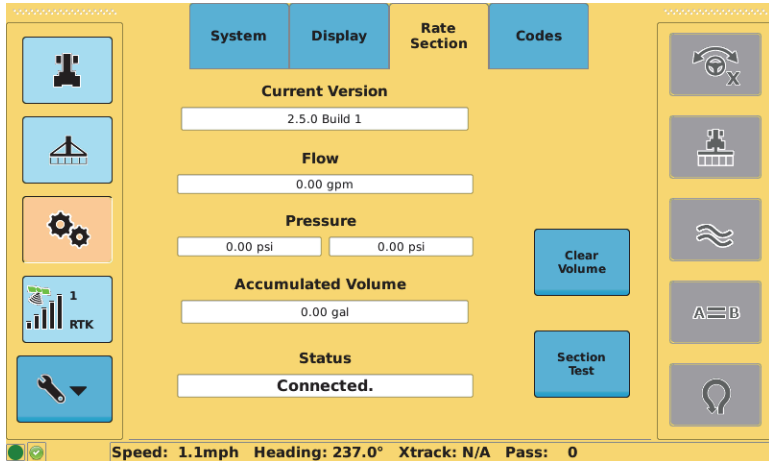 System
Display
Rate
Section
Codes
Current Version
2.5.0 Build 1
Flow
0.00 gpm
Pressure
0.00 psi
0.00 psi
Accumulated Volume
0.00 gal
Status
Connected.
Clear
Volume
Section
Test
1
RTK
X
A B
Speed: 1.1mph Heading: 237.0° Xtrack: N/A Pass: 0